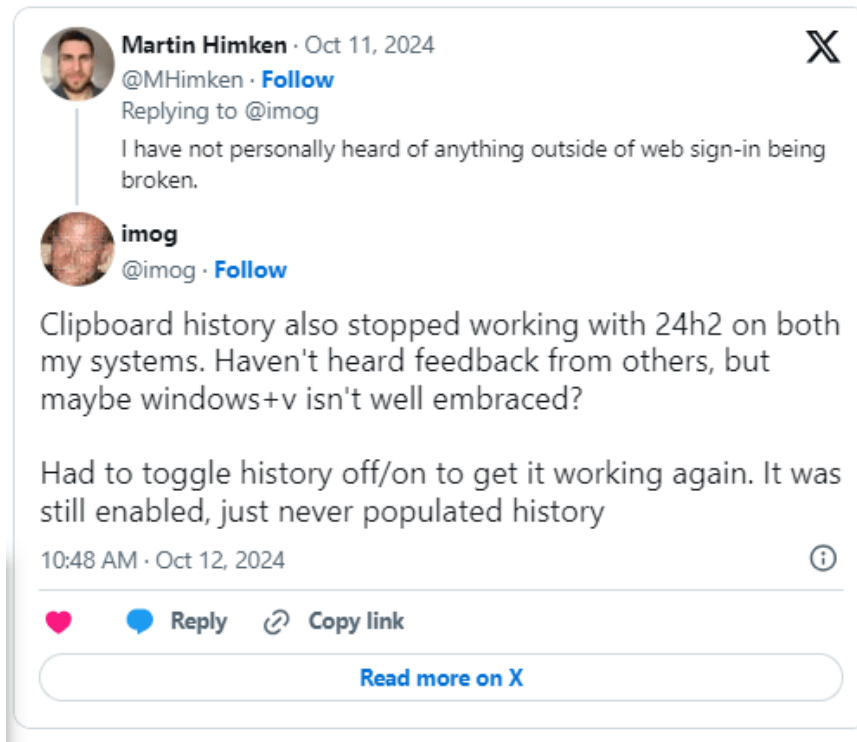 Martin Himken · Oct 11, 2024
@MHimken · Follow
Replying to @imog
I have not personally heard of anything outside of web sign-in being
broken.
imog
@imog · Follow
Clipboard history also stopped working with 24h2 on both
my systems. Haven't heard feedback from others, but
maybe windows+v isn't well embraced?
Had to toggle history off/on to get it working again. It was
still enabled, just never populated history
10:48 AM · Oct 12, 2024
Reply Copy link
Read more on X